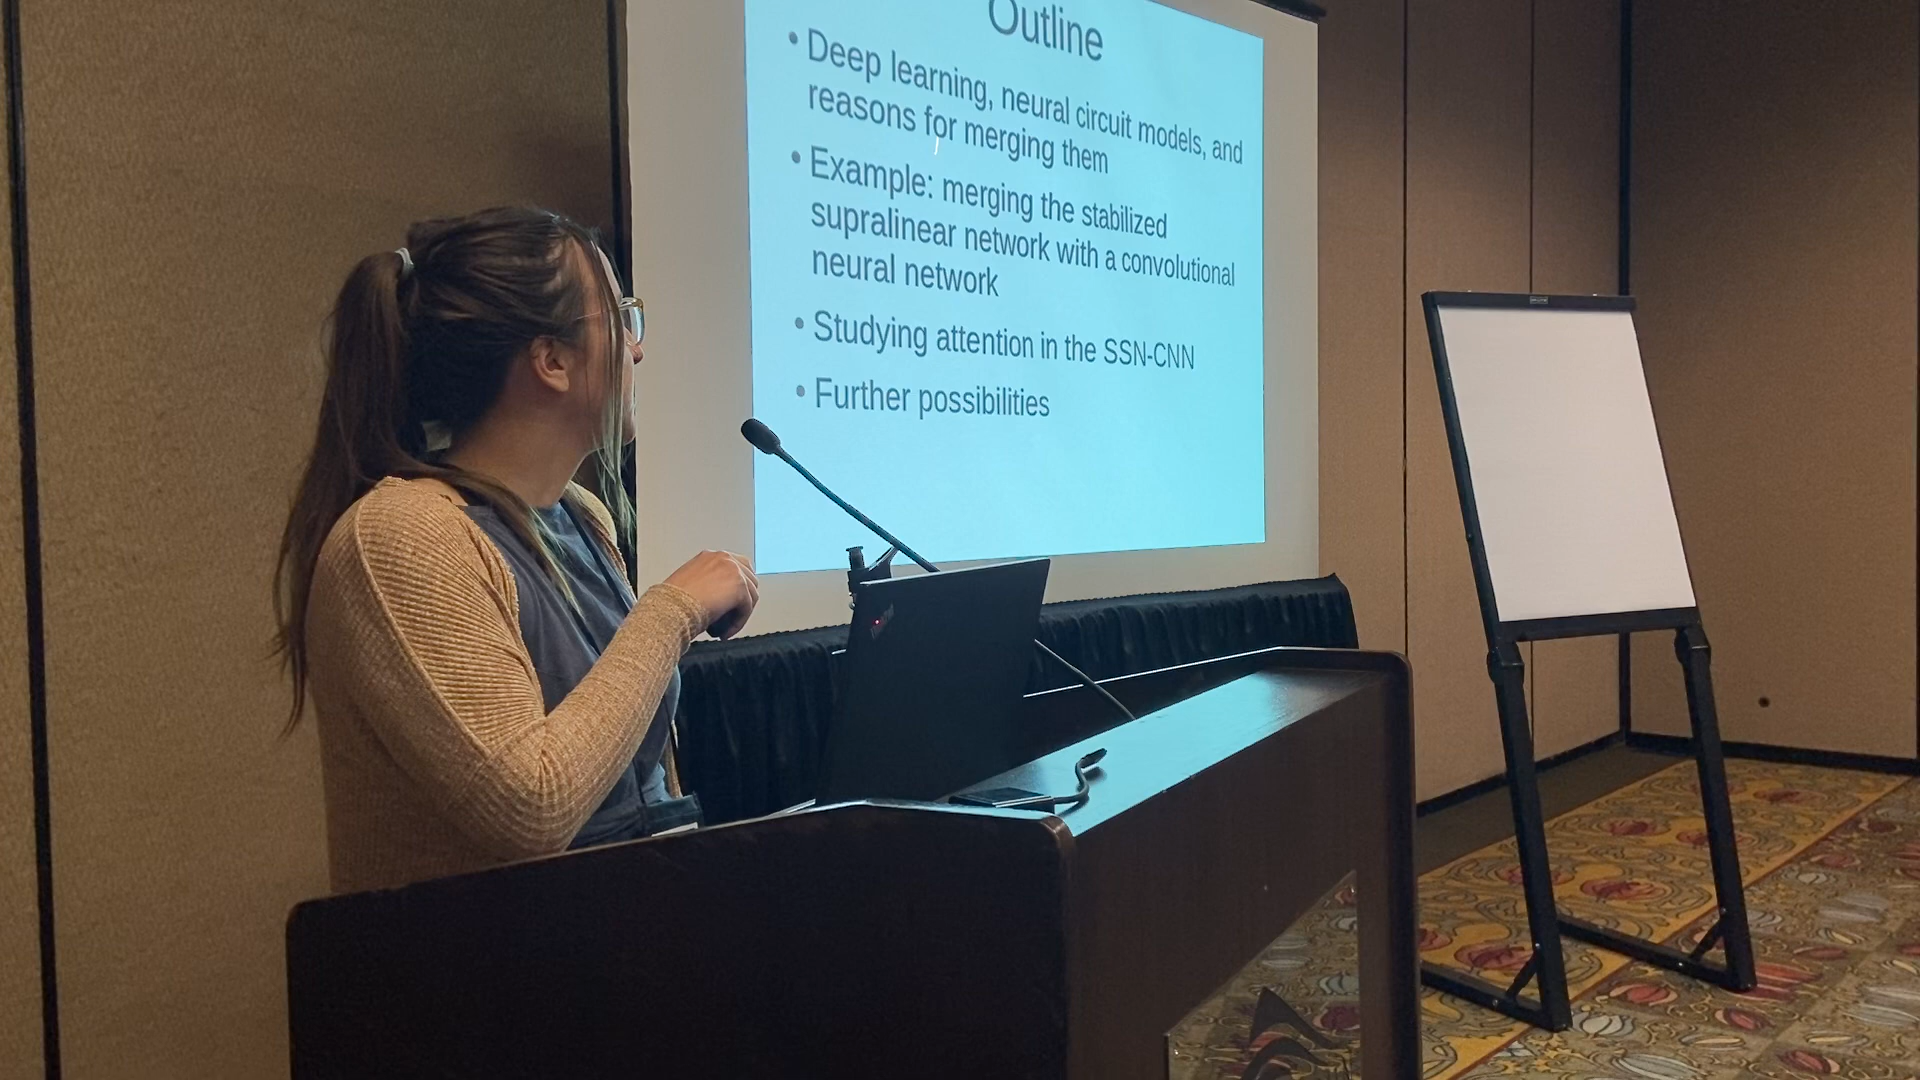 Outline
• Deep learning, neural circuit models, and
reasons for merging them
• Example: merging the stabilized
supralinear network with a convolutional
neural network
• Studying attention in the SSN-CNN
• Further possibilities
ThinkPad